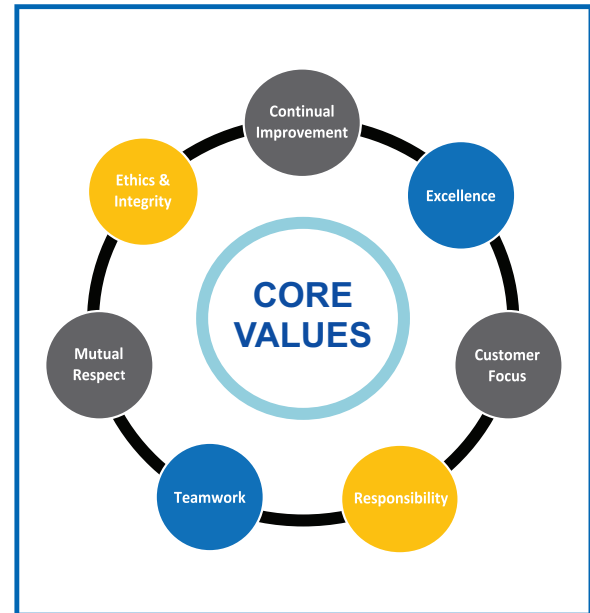 CORE
VALUES
Continual
Improvement
Excellence
Customer
Focus
Responsibility
Teamwork
Mutual
Respect
Ethics &
Integrity